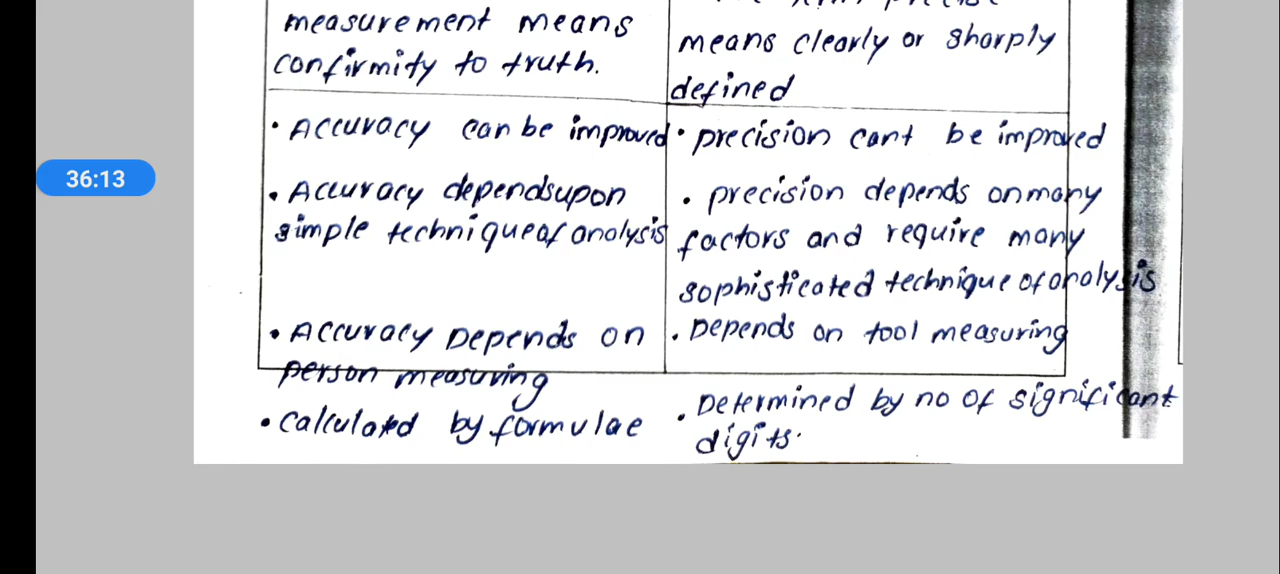 measurement means
confirmity to truth.
means clearly or sharply
defined
• Accuracy can be improved
• precision cant be improved
• Accuracy dependsupon
simple technique of analysis
• precision depends on many
factors and require many
sophisticated technique of analysis
• Accuracy Depends on
person measuring
• Depends on tool measuring
• calculated by formulae
• Determined by no of significant
digits.
36:13